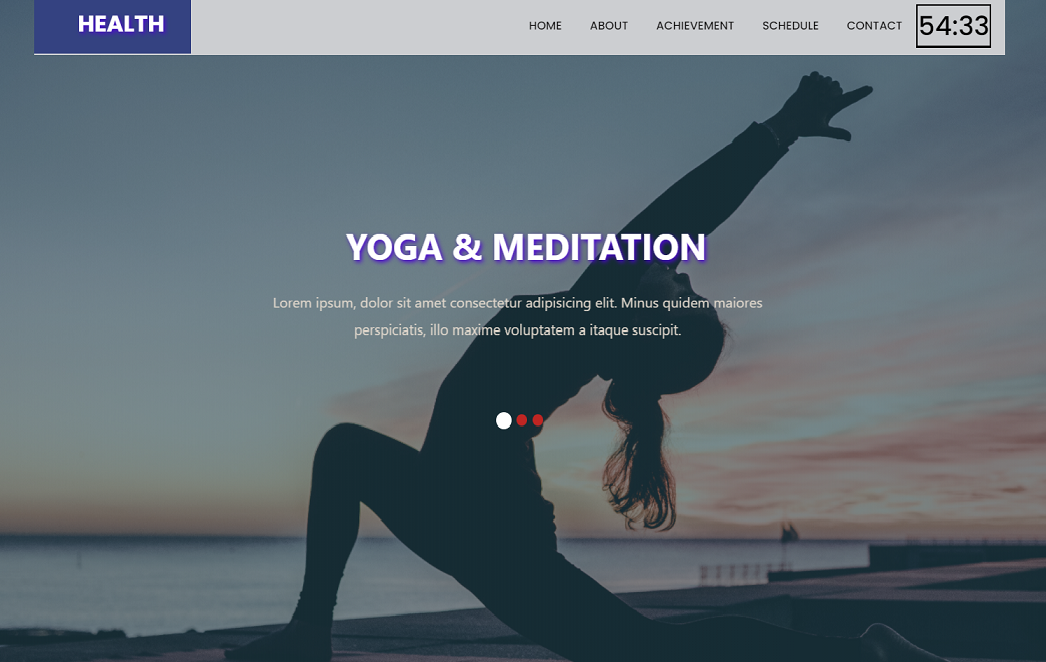 HEALTH
HOME ABOUT ACHIEVEMENT SCHEDULE CONTACT 54:33
YOGA & MEDITATION
Lorem ipsum, dolor sit amet consectetur adipisicing elit. Minus quidem maiores
perspiciatis, illo maxime voluptatem a itaque suscipit.